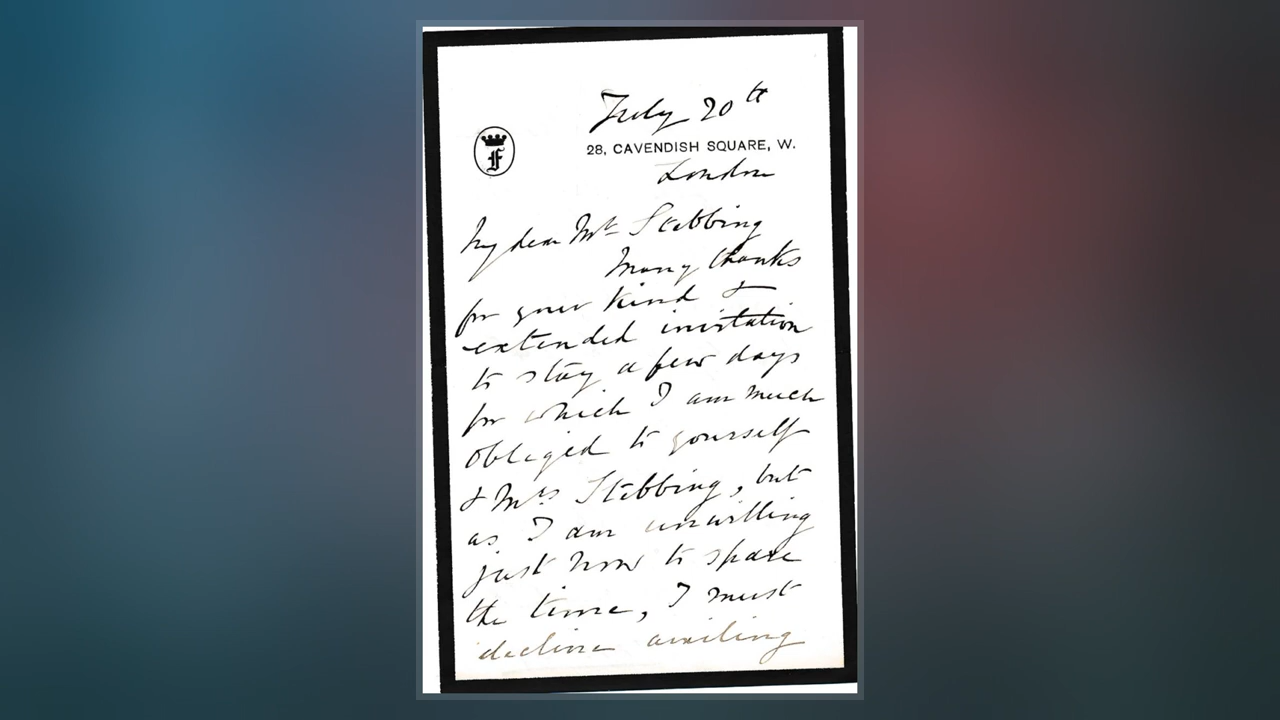 July 20th
F
28, CAVENDISH SQUARE, W.
London
My dear Mr Stebbing
Many thanks
for your kind &
extended invitation
to stay a few days
for which I am much
obliged to yourself
& Mrs Stebbing, but
as I am unwilling
just now to spare
the time, I must
decline availing